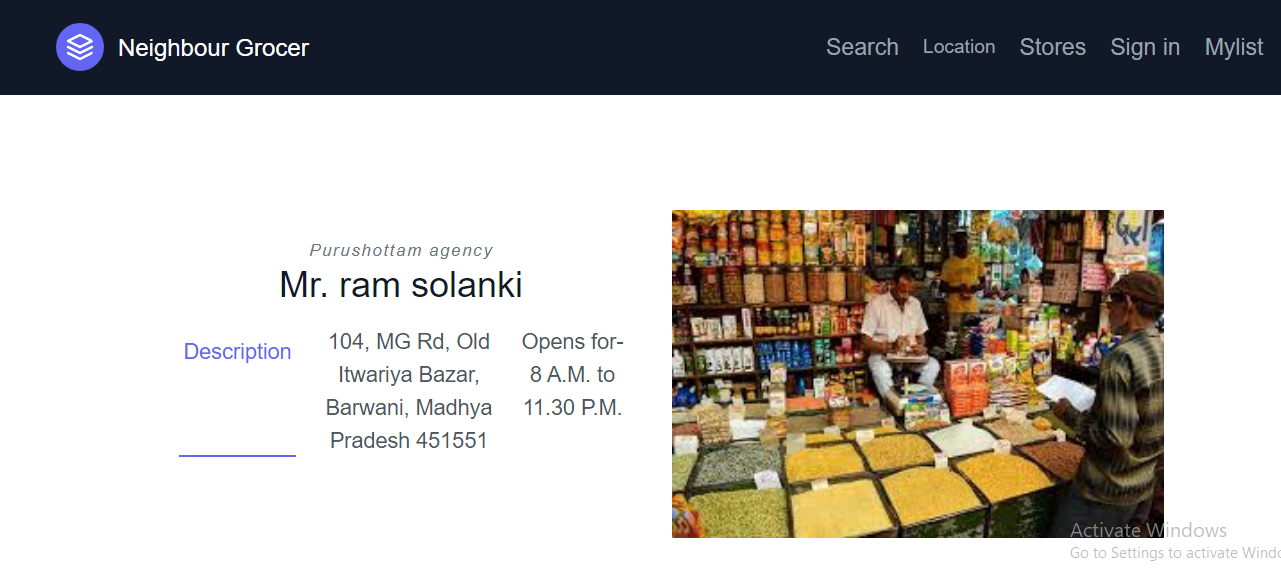 Neighbour Grocer
Search Location Stores Sign in Mylist
Purushottam agency
Mr. ram solanki
Description
104, MG Rd, Old
Itwariya Bazar,
Barwani, Madhya
Pradesh 451551
Opens for-
8 A.M. to
11.30 P.M.
Activate Windows
Go to Settings to activate Windo